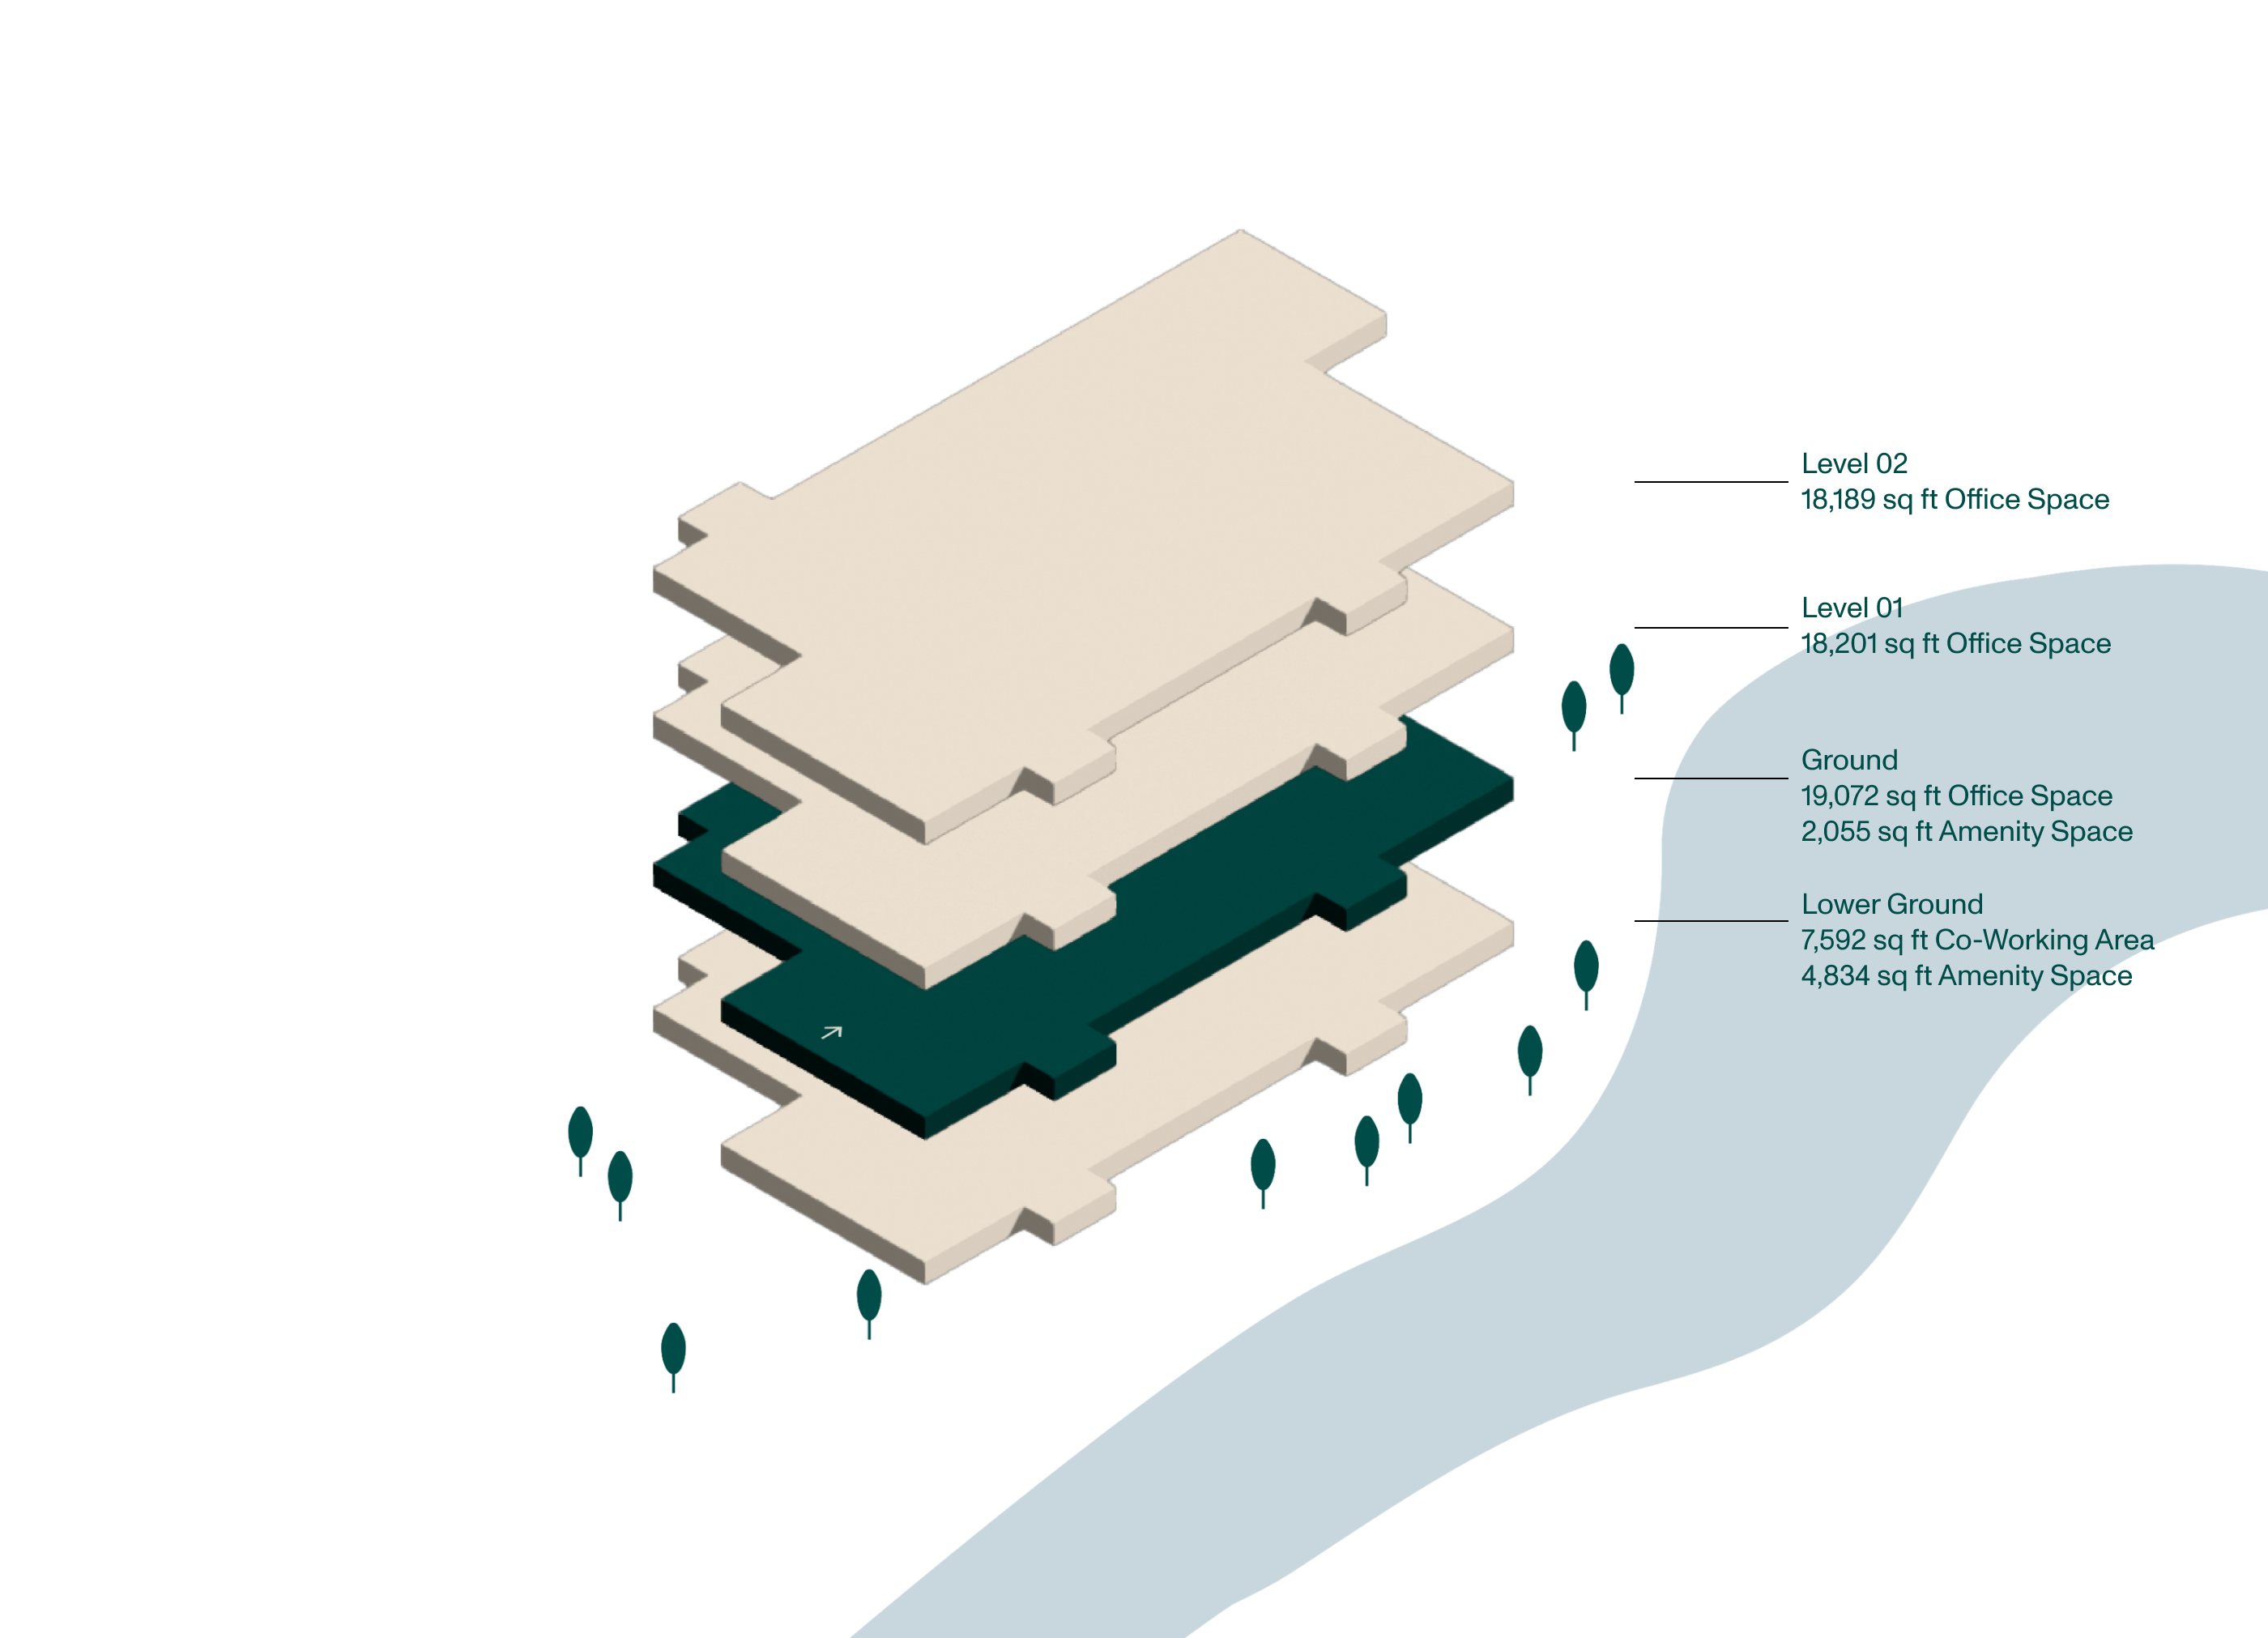 Level 02
18,189 sq ft Office Space
Level 01
18,201 sq ft Office Space
Ground
19,072 sq ft Office Space
2,055 sq ft Amenity Space
Lower Ground
7,592 sq ft Co-Working Area
4,834 sq ft Amenity Space